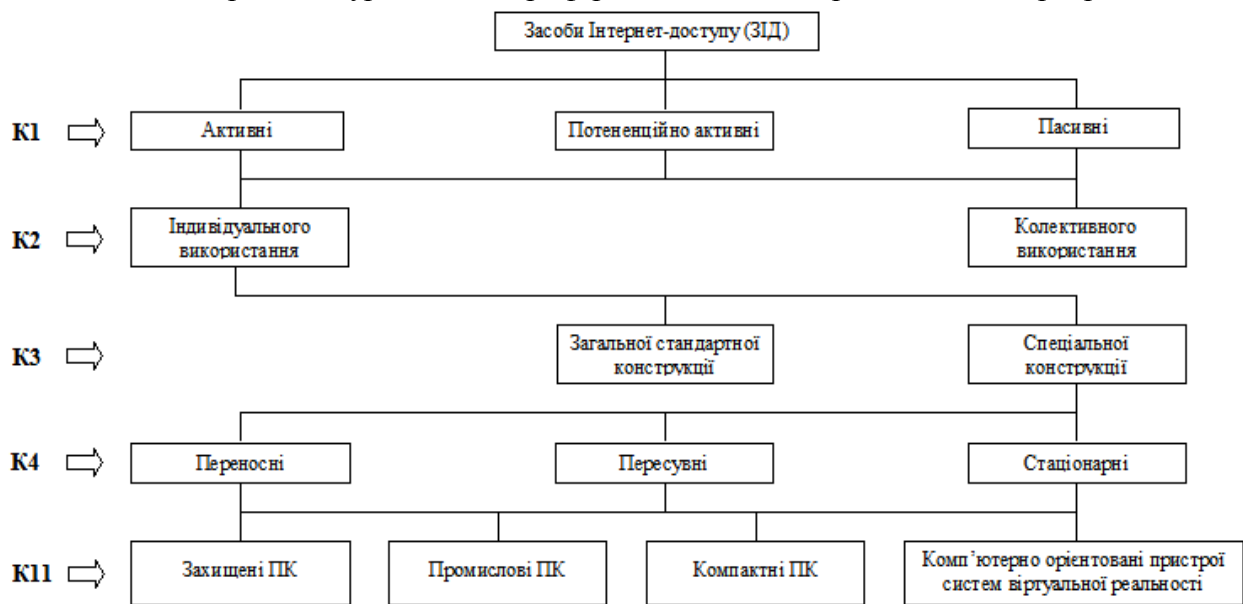 Засоби Інтернет-доступу (ЗІД)
К1
Активні
Потененційно активні
Пасивні
К2
Індивідуального
використання
Колективного
використання
К3
Загальної стандартної
конструкції
Спеціальної
конструкції
К4
Переносні
Пересувні
Стаціонарні
К11
Захищені ПК
Промислові ПК
Компактні ПК
Комп’ютерно орієнтовані пристрої
систем віртуальної реальності